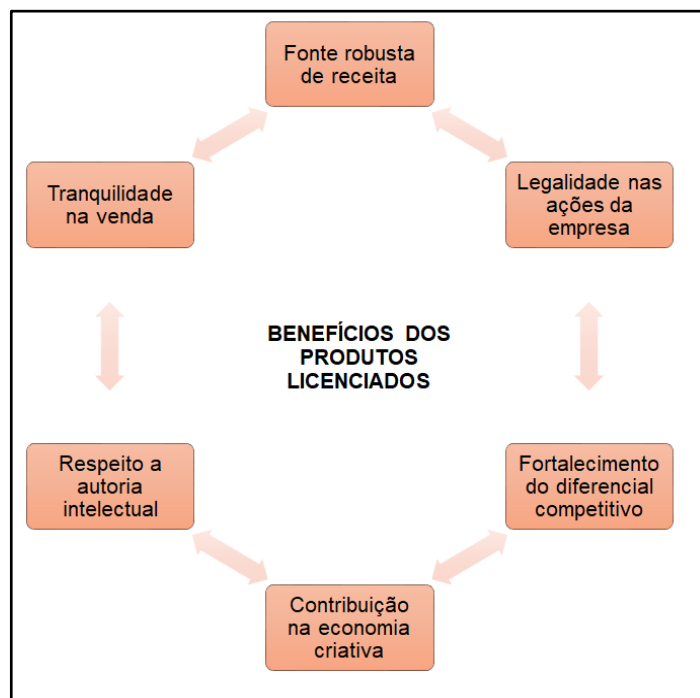 Fonte robusta
de receita
Tranquilidade
na venda
Legalidade nas
ações da
empresa
BENEFÍCIOS DOS
PRODUTOS
LICENCIADOS
Respeito a
autoria
intelectual
Fortalecimento
do diferencial
competitivo
Contribuição
na economia
criativa